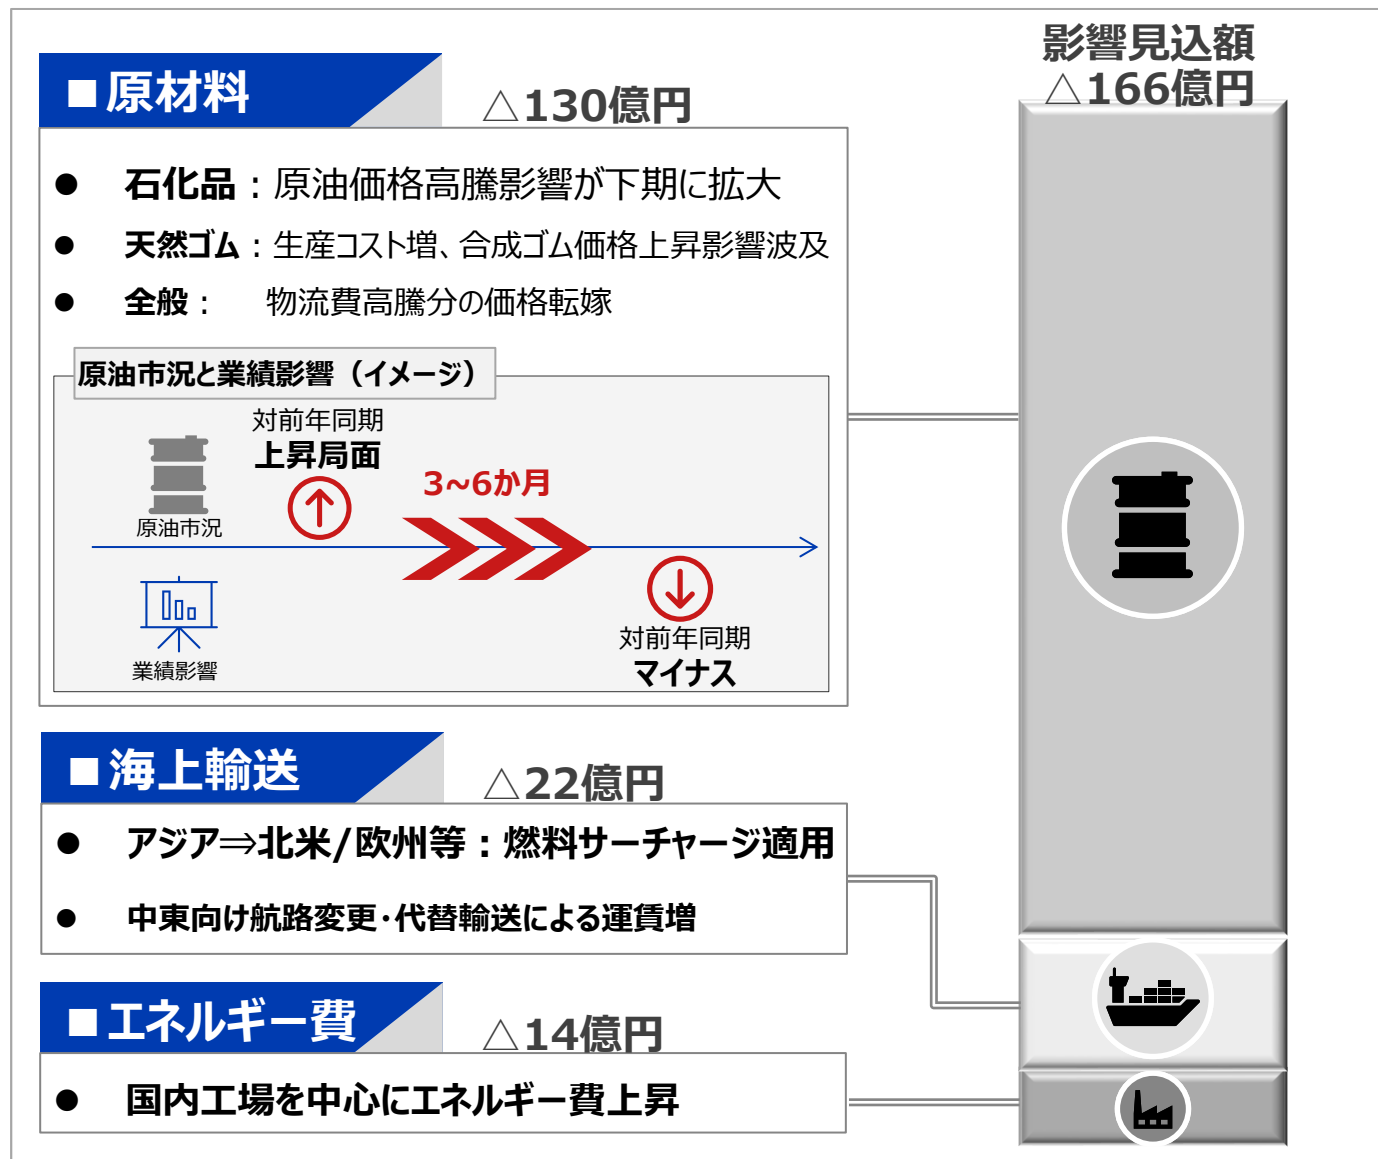 影響見込額
△166億円
■原材料
△130億円
● 石化品：原油価格高騰影響が下期に拡大
● 天然ゴム：生産コスト増、合成ゴム価格上昇影響波及
● 全般： 物流費高騰分の価格転嫁
原油市況と業績影響（イメージ）
対前年同期
上昇局面
3~6か月
原油市況
対前年同期
マイナス
業績影響
■海上輸送
△22億円
● アジア⇒北米/欧州等：燃料サーチャージ適用
● 中東向け航路変更・代替輸送による運賃増
■エネルギー費
△14億円
● 国内工場を中心にエネルギー費上昇